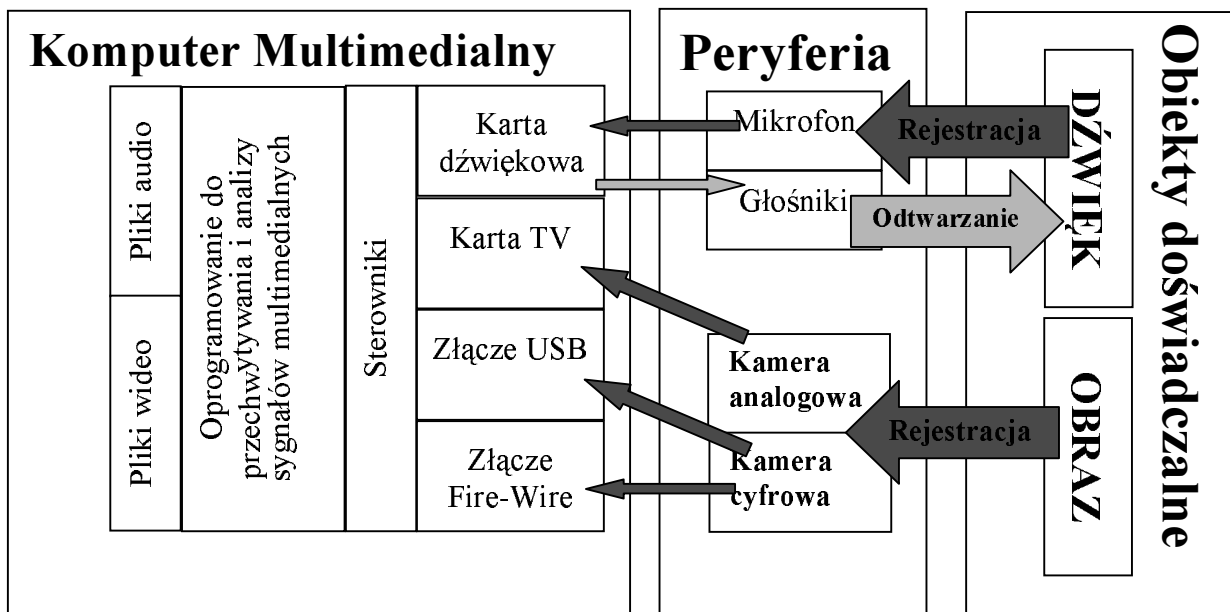 Komputer Multimedialny
Pliki audio
Pliki wideo
Oprogramowanie do
przechwytywania i analizy
sygnałów multimedialnych
Sterowniki
Karta
dźwiękowa
Karta TV
Złącze USB
Złącze
Fire-Wire
Peryferia
Mikrofon
Głośniki
Kamera
analogowa
Kamera
cyfrowa
Rejestracja
Odtwarzanie
Rejestracja
DŹWIĘK
OBRAZ
Obiekty doświadczalne